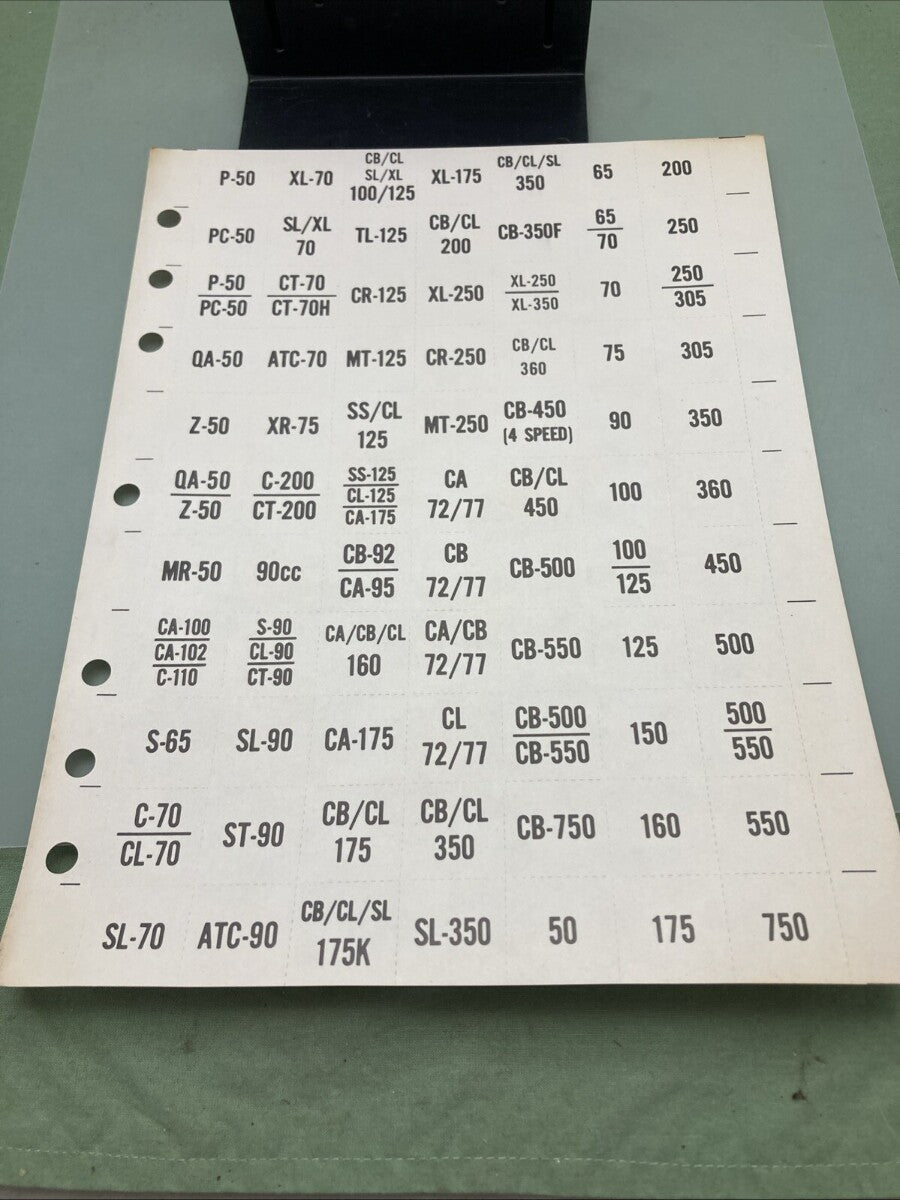 P-50 XL-70 CB/CL SL/XL 100/125 XL-175 CB/CL/SL 350 65 200
PC-50 SL/XL 70 TL-125 CB/CL 200 CB-350F 65 70 250
P-50 PC-50 CT-70 CT-70H CR-125 XL-250 XL-250 XL-350 70 250 305
QA-50 ATC-70 MT-125 CR-250 CB/CL 360 75 305
Z-50 XR-75 SS/CL 125 MT-250 CB-450 (4 SPEED) 90 350
QA-50 Z-50 C-200 CT-200 SS-125 CL-125 CA-175 CA 72/77 CB/CL 450 100 360
MR-50 90cc CB-92 CA-95 CB 72/77 CB-500 100 125 450
CA-100 CA-102 C-110 S-90 CL-90 CT-90 CA/CB/CL 160 CA/CB 72/77 CB-550 125 500
S-65 SL-90 CA-175 CL 72/77 CB-500 CB-550 150 500 550
C-70 CL-70 ST-90 CB/CL 175 CB/CL 350 CB-750 160 550
SL-70 ATC-90 CB/CL/SL 175K SL-350 50 175 750